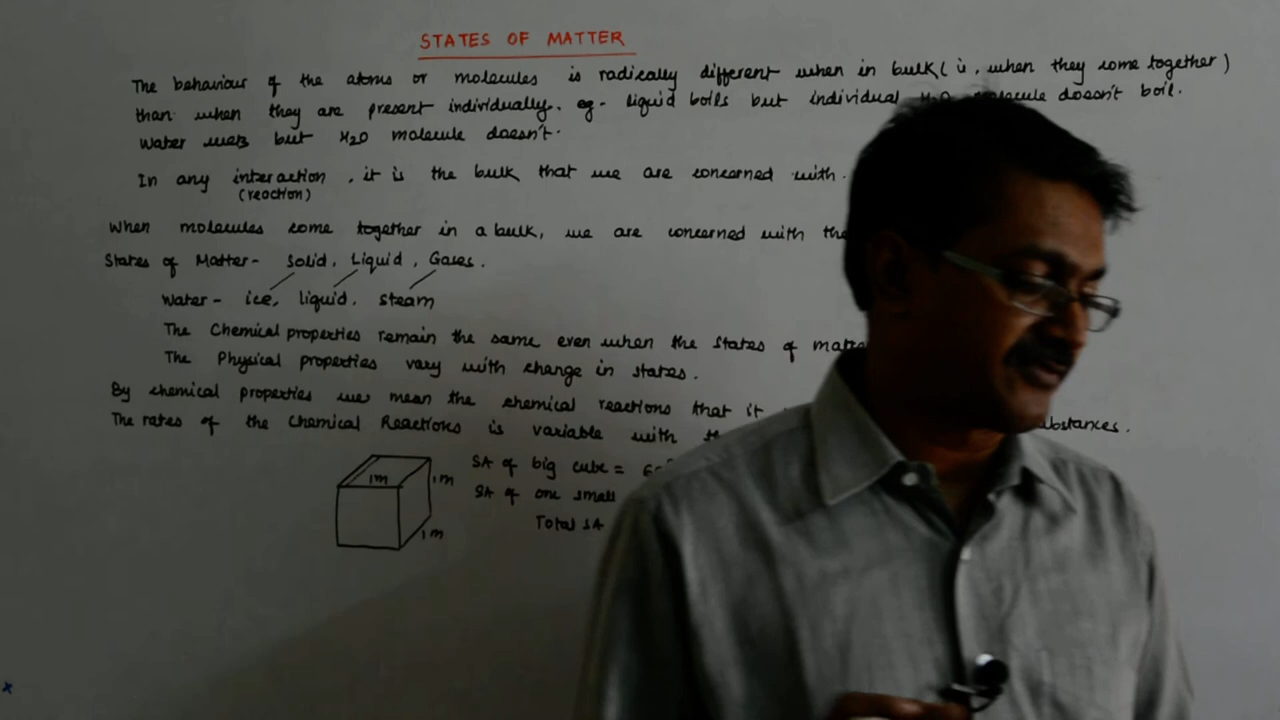 STATES OF MATTER
The behaviour of the atoms or molecules is radically different when in bulk (ie, when they come together)
than when they are present individually. eg- liquid boils but individual H2O molecule doesn't boil.
Water wets but H2O molecule doesn't.
In any interaction, it is the bulk that we are concerned with.
(reaction)
When molecules come together in a bulk, we are concerned with the
States of Matter- Solid, Liquid, Gases.
Water- ice, liquid, steam
The Chemical properties remain the same even when the States of matter
The Physical properties vary with change in states.
By chemical properties we mean the chemical reactions that it
The rates of the Chemical Reactions is variable with
1m
1m
1m
SA of big cube =
SA of one small
Total SA
x